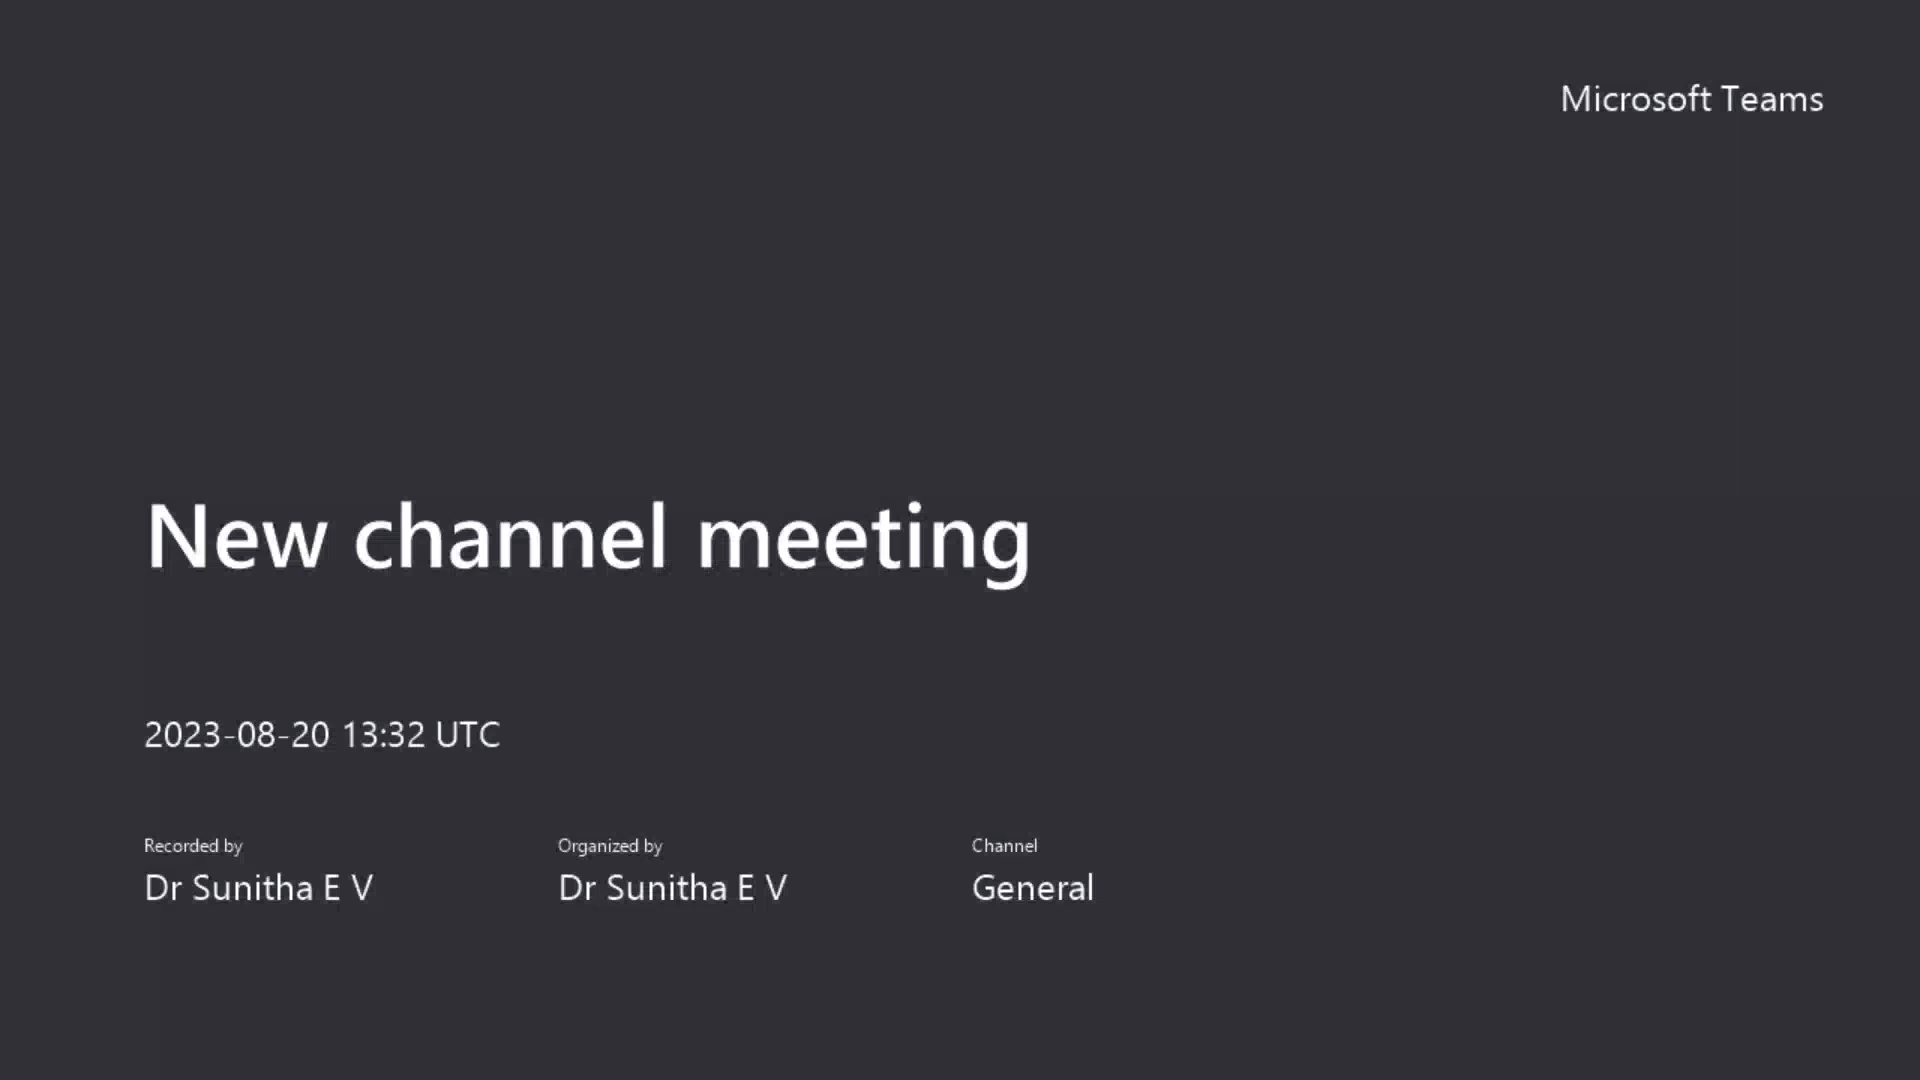 Microsoft Teams
New channel meeting
2023-08-20 13:32 UTC
Recorded by
Dr Sunitha E V
Organized by
Dr Sunitha E V
Channel
General